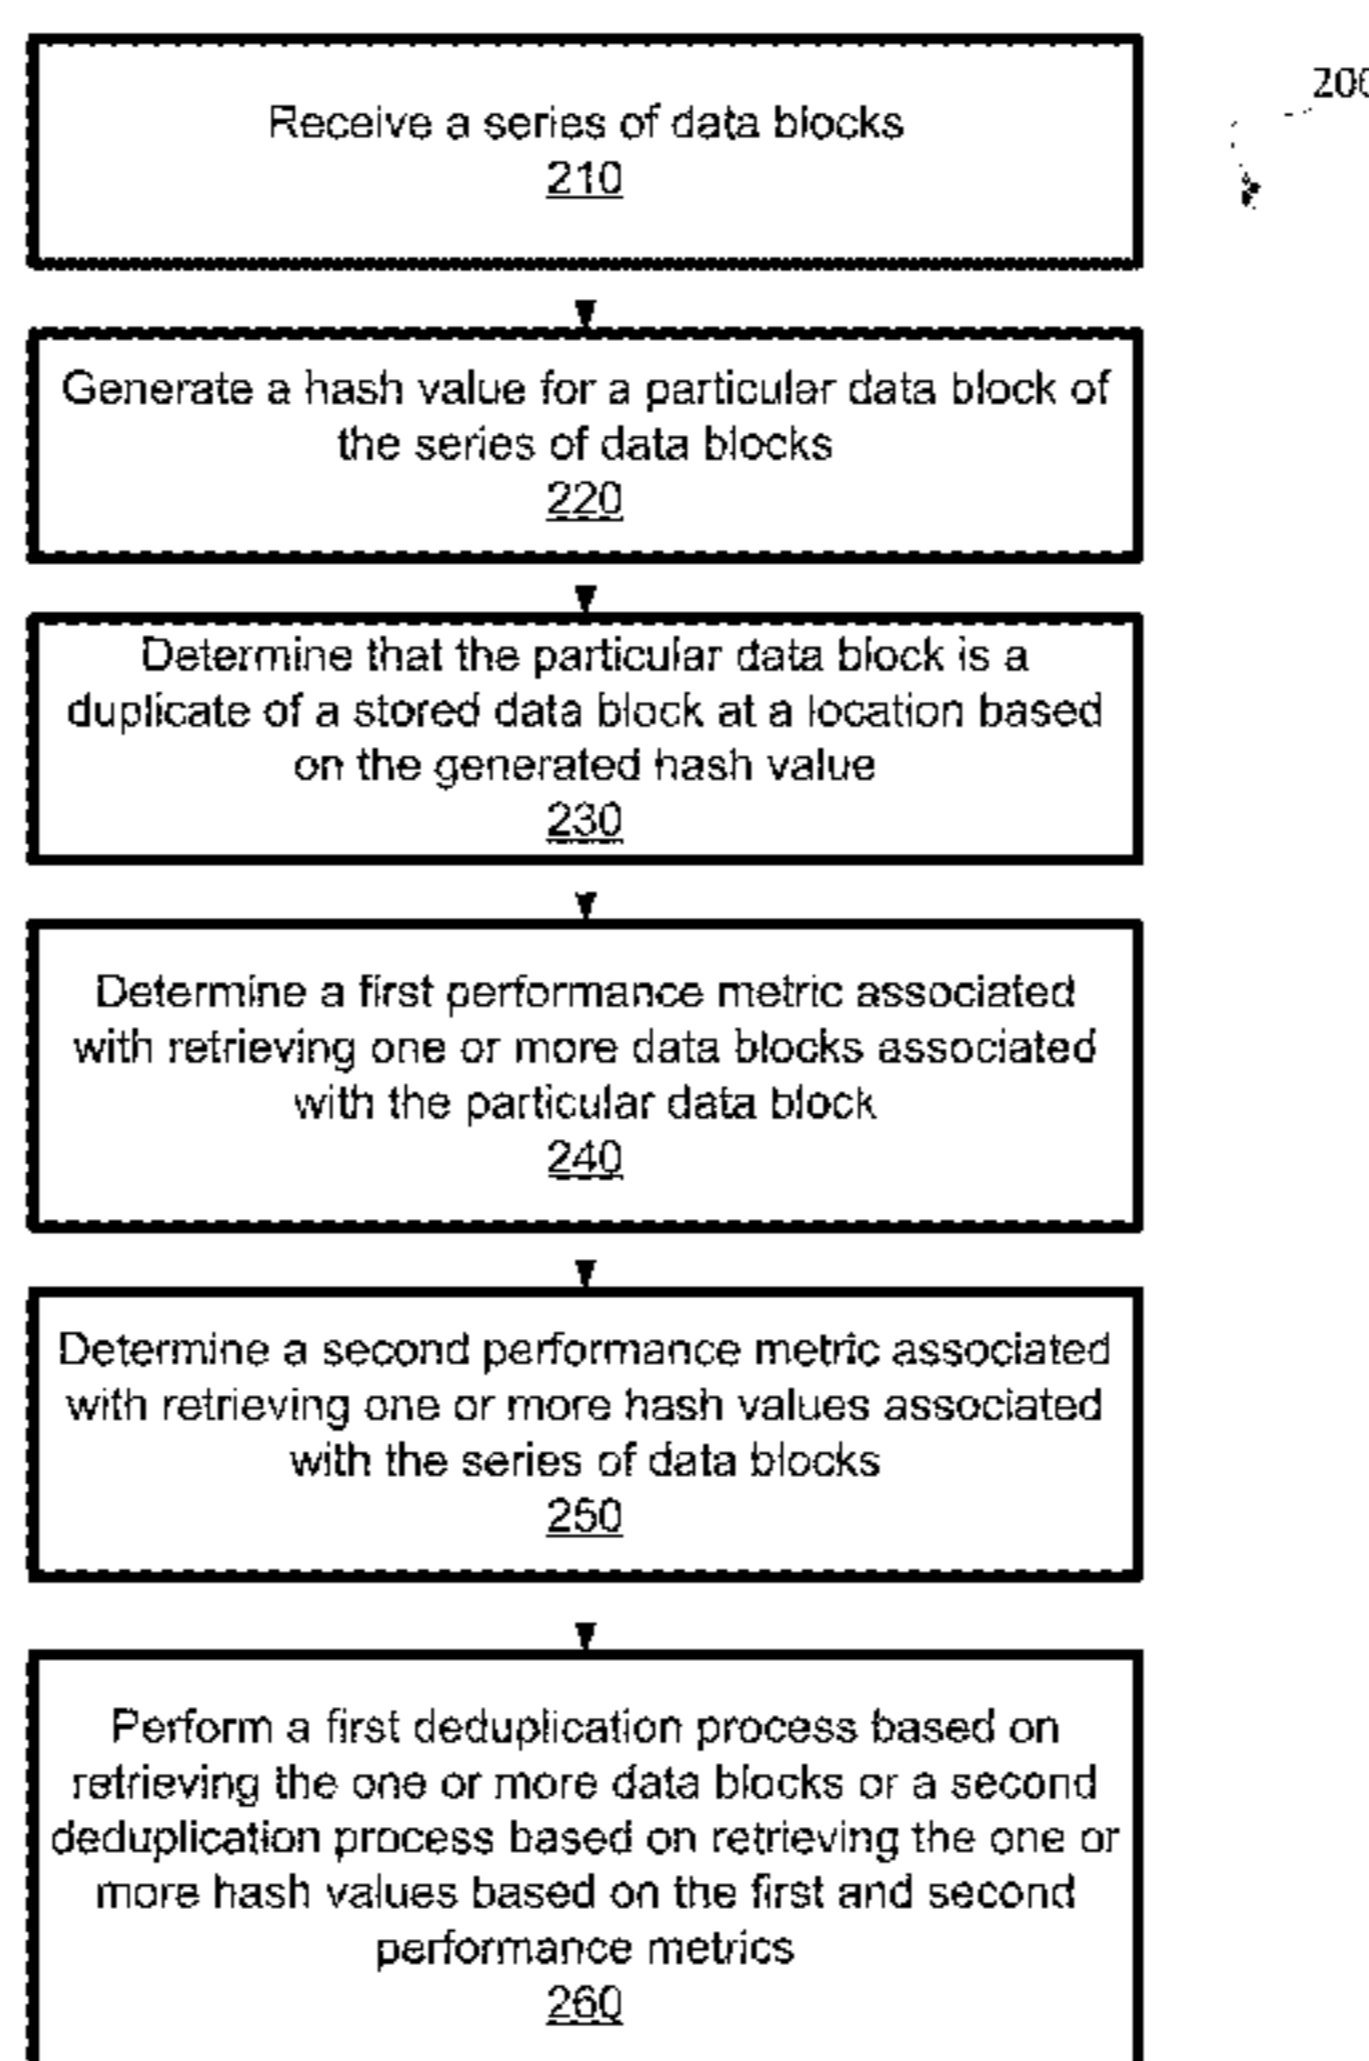 200
Receive a series of data blocks
210
Generate a hash value for a particular data block of
the series of data blocks
220
Determine that the particular data block is a
duplicate of a stored data block at a location based
on the generated hash value
230
Determine a first performance metric associated
with retrieving one or more data blocks associated
with the particular data block
240
Determine a second performance metric associated
with retrieving one or more hash values associated
with the series of data blocks
250
Perform a first deduplication process based on
retrieving the one or more data blocks or a second
deduplication process based on retrieving the one or
more hash values based on the first and second
performance metrics
260